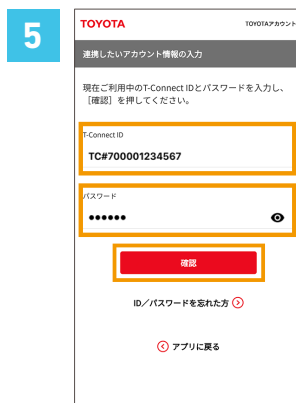 5
TOYOTA
TOYOTAアカウント
連携したいアカウント情報の入力
現在ご利用中のT-Connect IDとパスワードを入力し、
［確認］を押してください。
T-Connect ID
TC#700001234567
パスワード
●●●●●●
確認
ID／パスワードを忘れた方
アプリに戻る